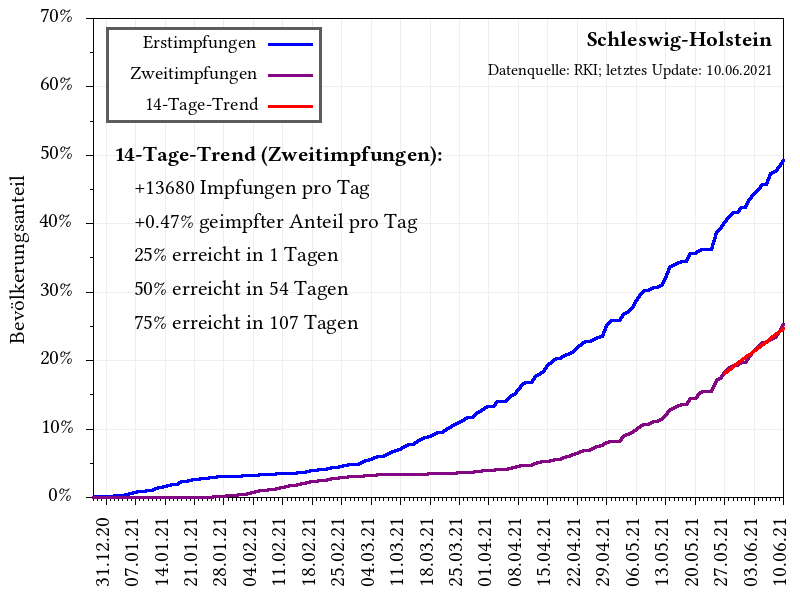 70%
60%
50%
40%
30%
20%
10%
0%
Bevölkerungsanteil
Erstimpfungen
Zweitimpfungen
14-Tage-Trend
Schleswig-Holstein
Datenquelle: RKI; letztes Update: 10.06.2021
14-Tage-Trend (Zweitimpfungen):
+13680 Impfungen pro Tag
+0.47% geimpfter Anteil pro Tag
25% erreicht in 1 Tagen
50% erreicht in 54 Tagen
75% erreicht in 107 Tagen
31.12.20
07.01.21
14.01.21
21.01.21
28.01.21
04.02.21
11.02.21
18.02.21
25.02.21
04.03.21
11.03.21
18.03.21
25.03.21
01.04.21
08.04.21
15.04.21
22.04.21
29.04.21
06.05.21
13.05.21
20.05.21
27.05.21
03.06.21
10.06.21